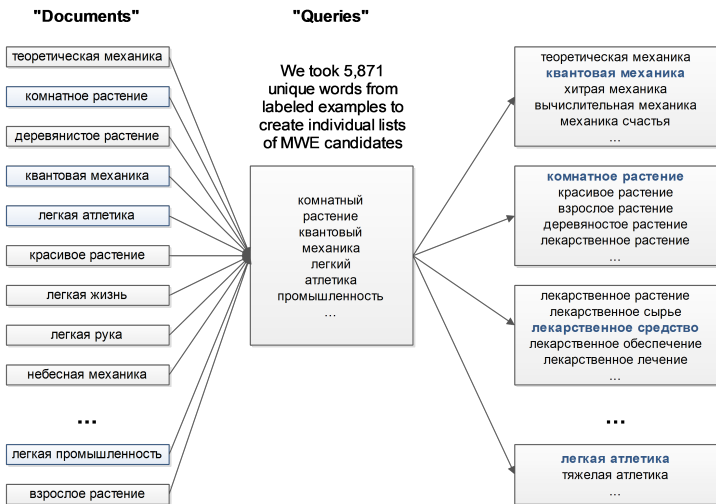 "Documents"
теоретическая механика
комнатное растение
деревянистое растение
квантовая механика
легкая атлетика
красивое растение
легкая жизнь
легкая рука
небесная механика
...
легкая промышленность
взрослое растение
"Queries"
We took 5,871
unique words from
labeled examples to
create individual lists
of MWE candidates
комнатный
растение
квантовый
механика
легкий
атлетика
промышленность
...
теоретическая механика
квантовая механика
хитрая механика
вычислительная механика
механика счастья
...
комнатное растение
красивое растение
взрослое растение
деревяностое растение
лекарственное растение
...
лекарственное растение
лекарственное сырье
лекарственное средство
лекарственное обеспечение
лекарственное лечение
...
...
легкая атлетика
тяжелая атлетика
...